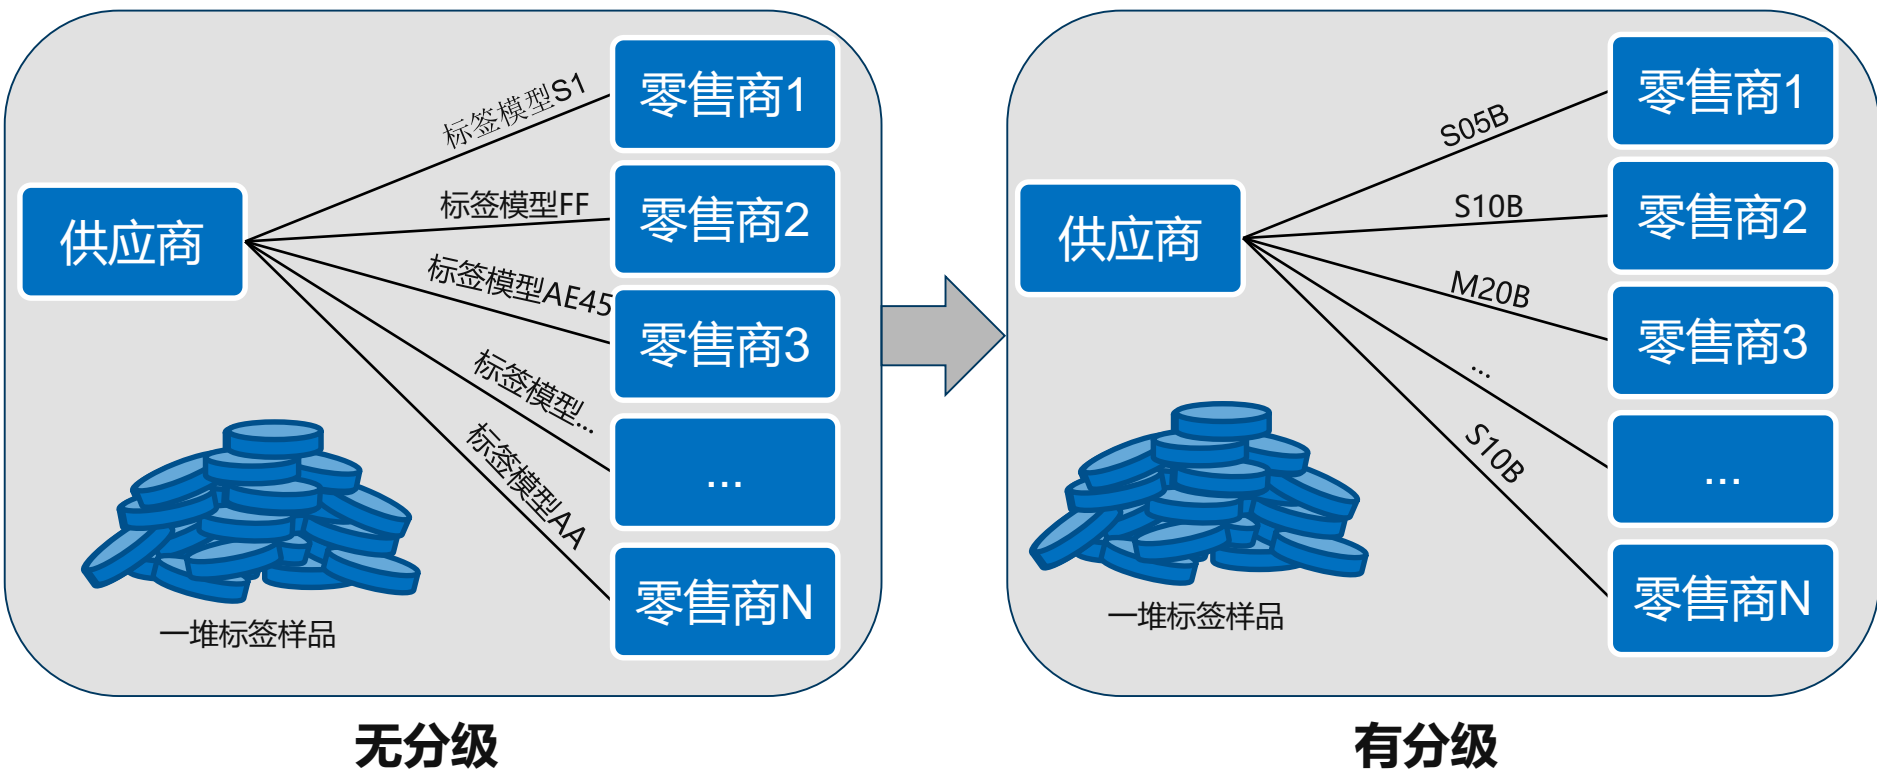 标签模型S1
零售商1
标签模型FF
零售商2
供应商
标签模型AE45
零售商3
标签模型...
...
标签模型AA
零售商N
一堆标签样品
无分级
S05B
零售商1
S10B
零售商2
供应商
M20B
零售商3
...
...
S10B
零售商N
一堆标签样品
有分级